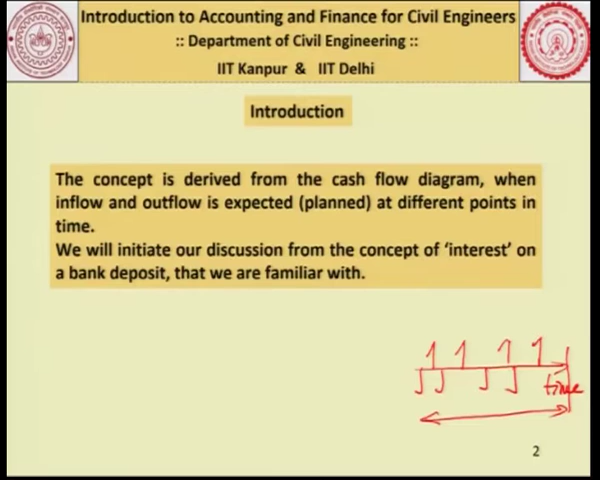 Introduction to Accounting and Finance for Civil Engineers
:: Department of Civil Engineering ::
IIT Kanpur & IIT Delhi
Introduction
The concept is derived from the cash flow diagram, when
inflow and outflow is expected (planned) at different points in
time.
We will initiate our discussion from the concept of ‘interest’ on
a bank deposit, that we are familiar with.
time
2